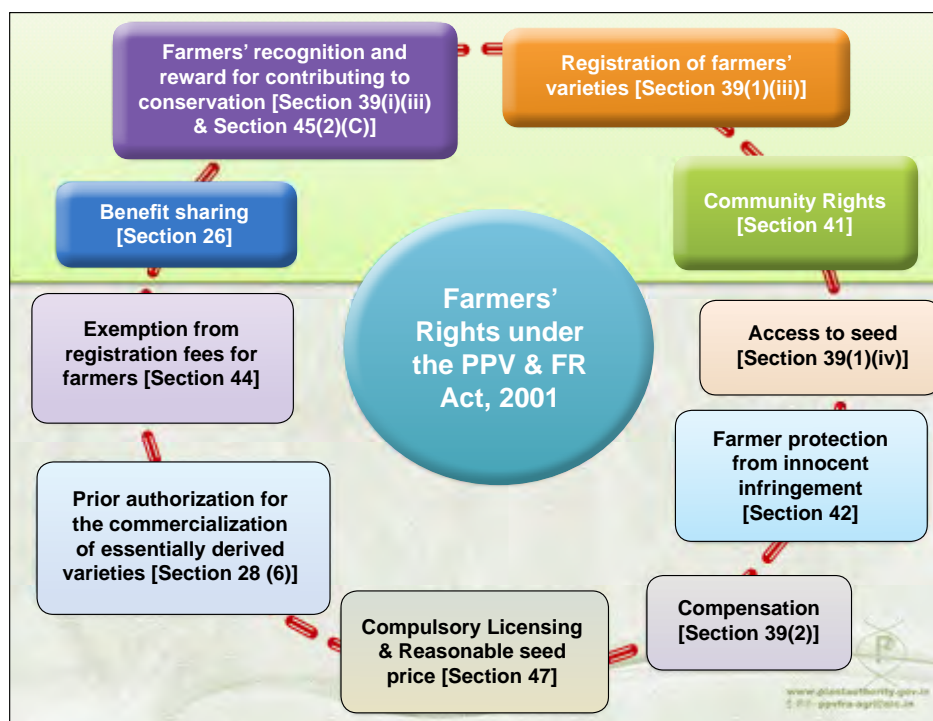 Farmers’ recognition and
reward for contributing to
conservation [Section 39(i)(iii)
& Section 45(2)(C)]
Registration of farmers’
varieties [Section 39(1)(iii)]
Benefit sharing
[Section 26]
Community Rights
[Section 41]
Farmers’
Rights under
the PPV & FR
Act, 2001
Exemption from
registration fees for
farmers [Section 44]
Access to seed
[Section 39(1)(iv)]
Farmer protection
from innocent
infringement
[Section 42]
Prior authorization for
the commercialization
of essentially derived
varieties [Section 28 (6)]
Compulsory Licensing
& Reasonable seed
price [Section 47]
Compensation
[Section 39(2)]
www.plantauthority.gov.in